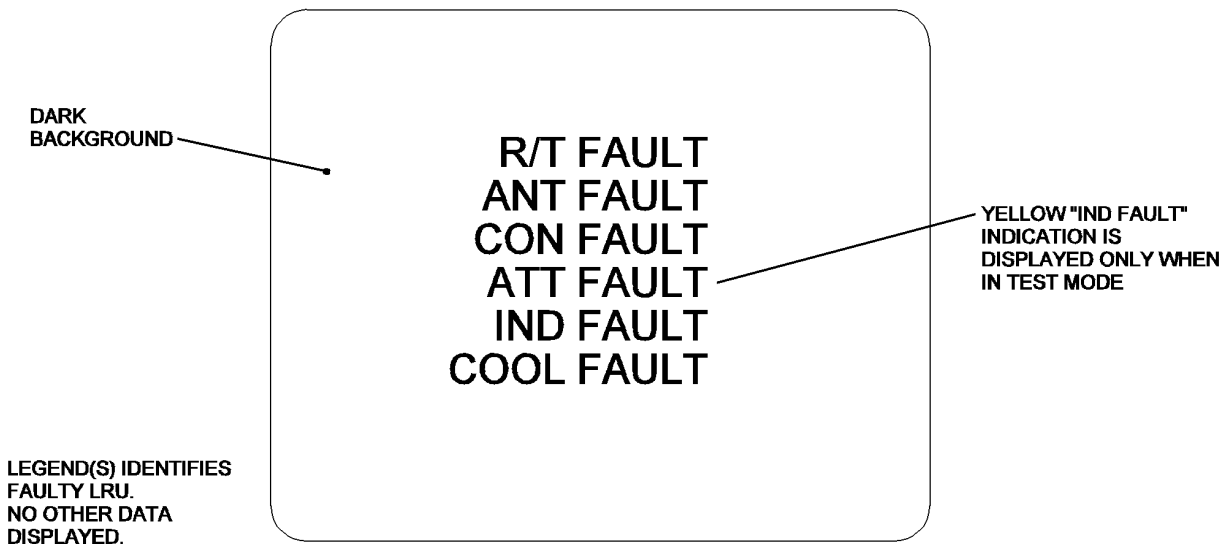 DARK
BACKGROUND
R/T FAULT
ANT FAULT
CON FAULT
ATT FAULT
IND FAULT
COOL FAULT
YELLOW "IND FAULT"
INDICATION IS
DISPLAYED ONLY WHEN
IN TEST MODE
LEGEND(S) IDENTIFIES
FAULTY LRU.
NO OTHER DATA
DISPLAYED.